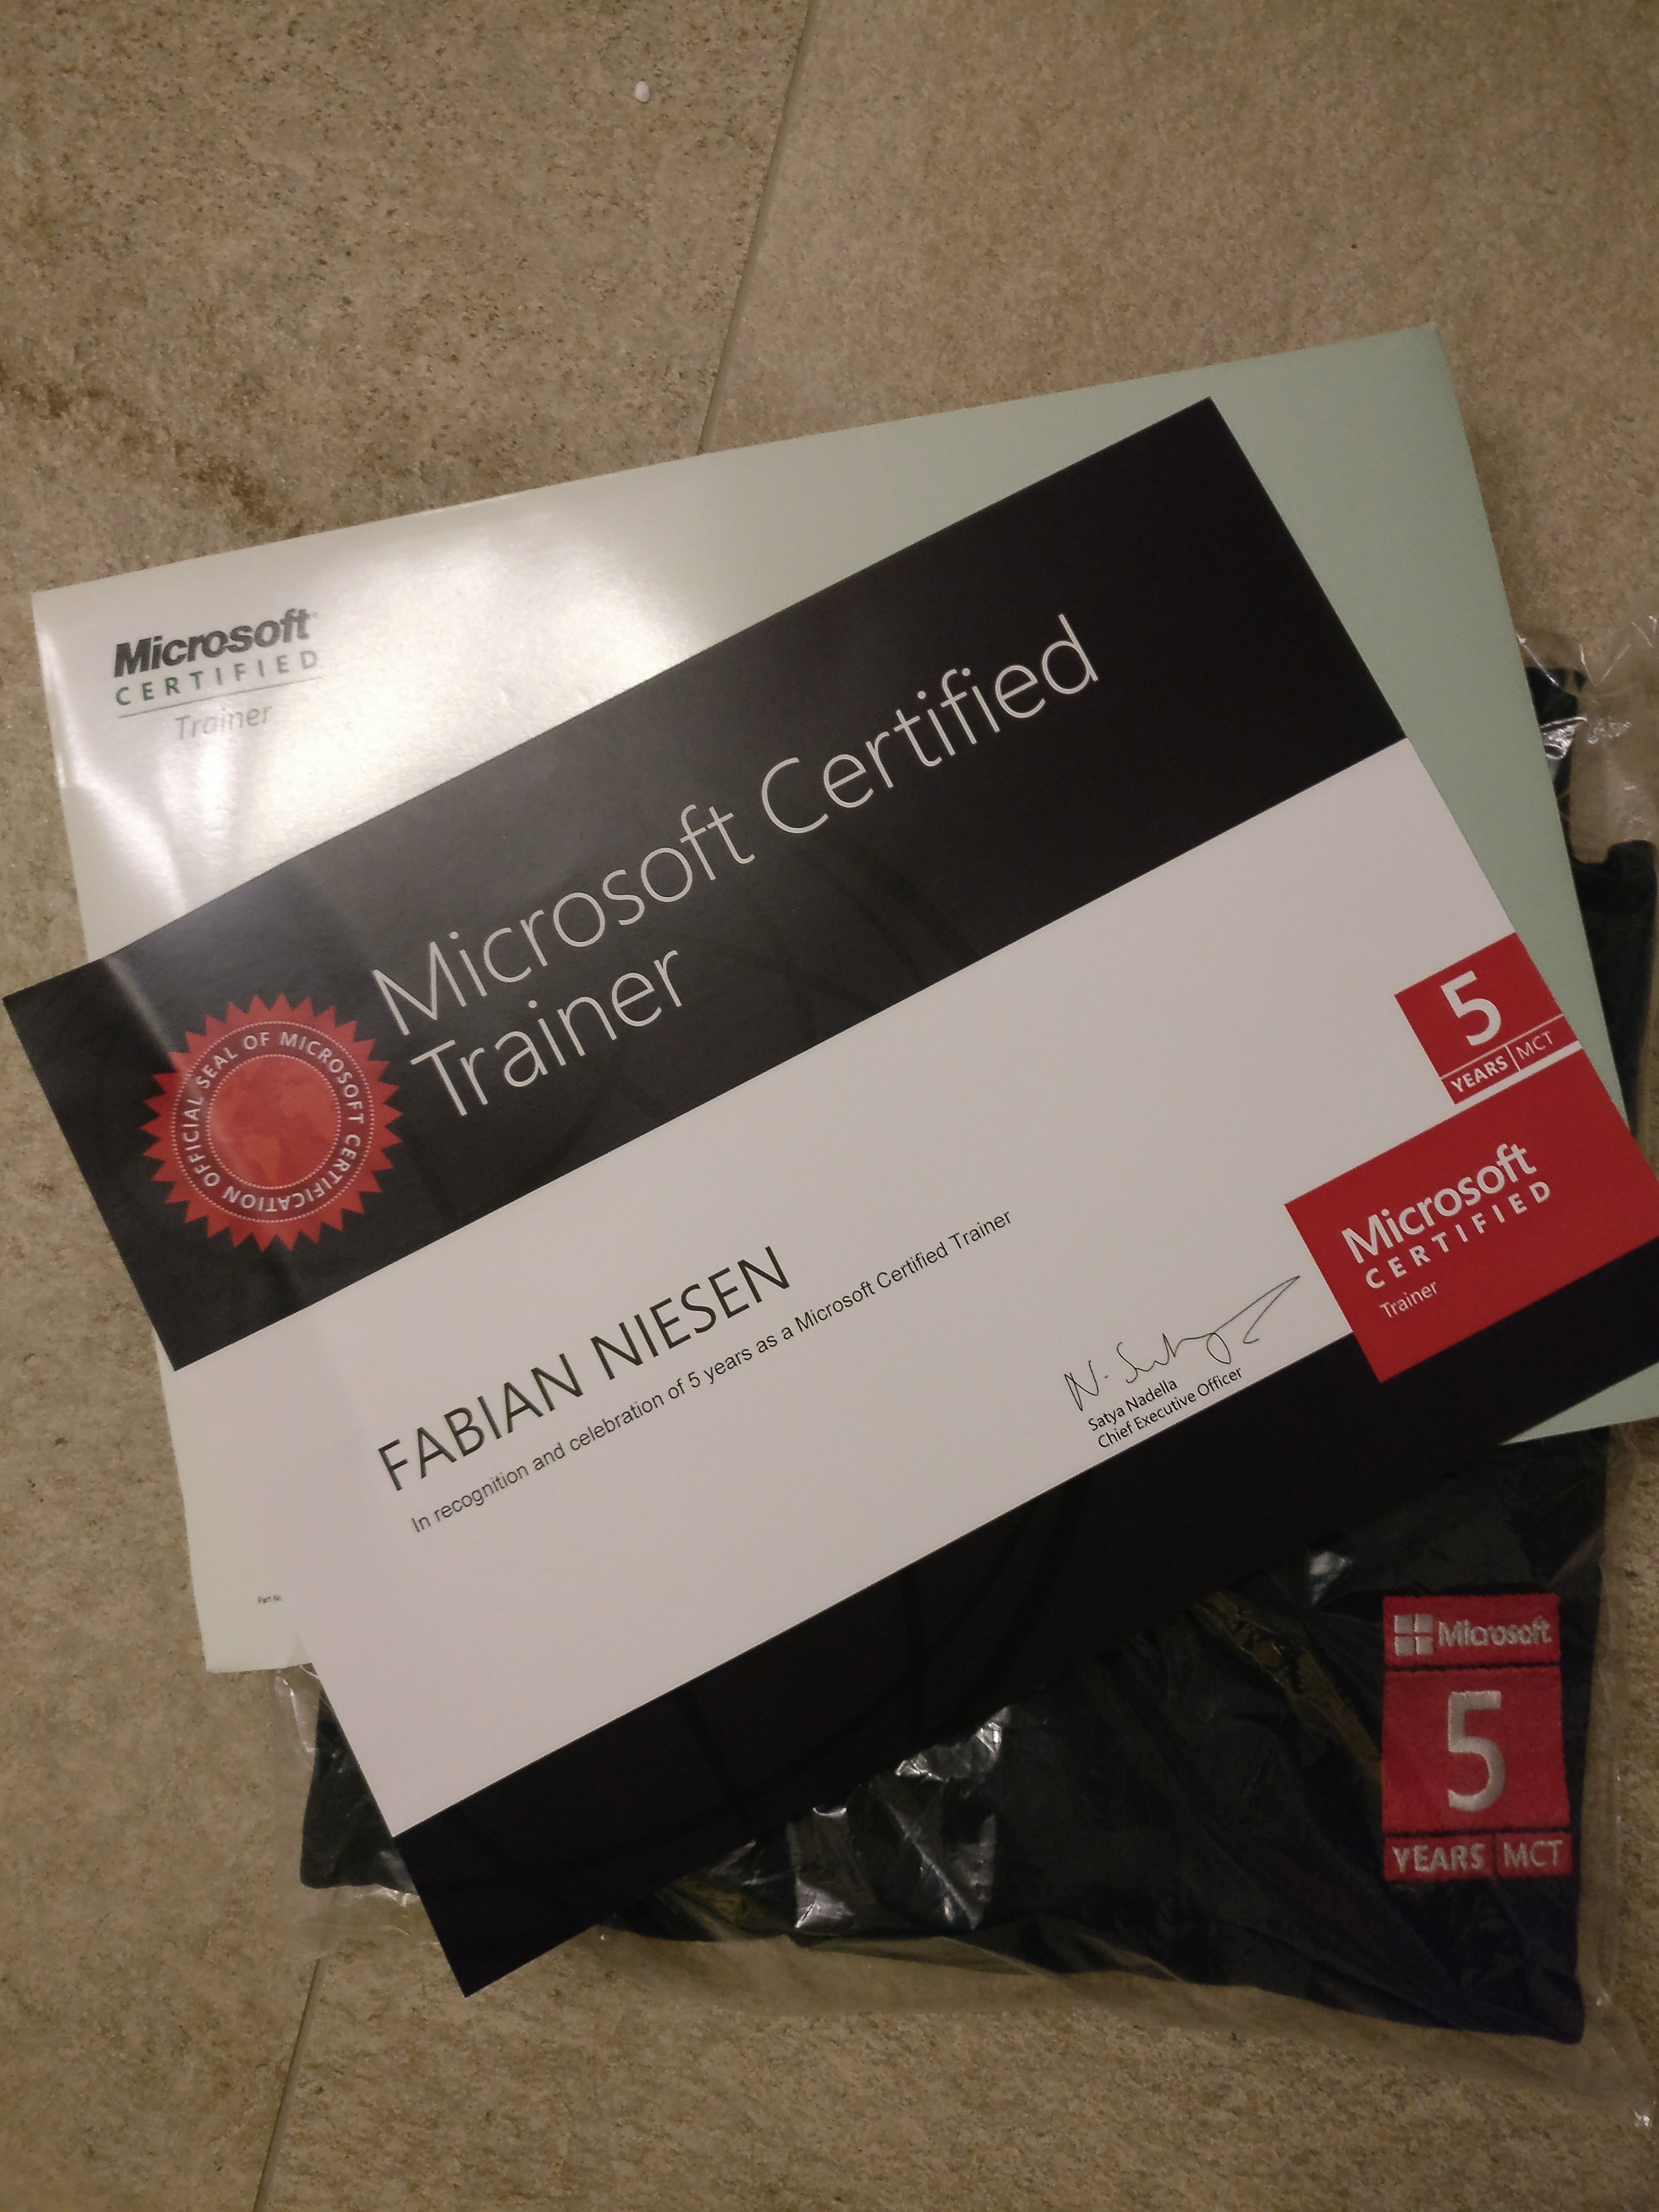 Microsoft
CERTIFIED
Trainer
Microsoft Certified
Trainer
OFFICIAL SEAL OF MICROSOFT CERTIFICATION
5
YEARS MCT
Microsoft
CERTIFIED
Trainer
FABIAN NIESEN
In recognition and celebration of 5 years as a Microsoft Certified Trainer
Satya Nadella
Chief Executive Officer
Part No
Microsoft
5
YEARS MCT